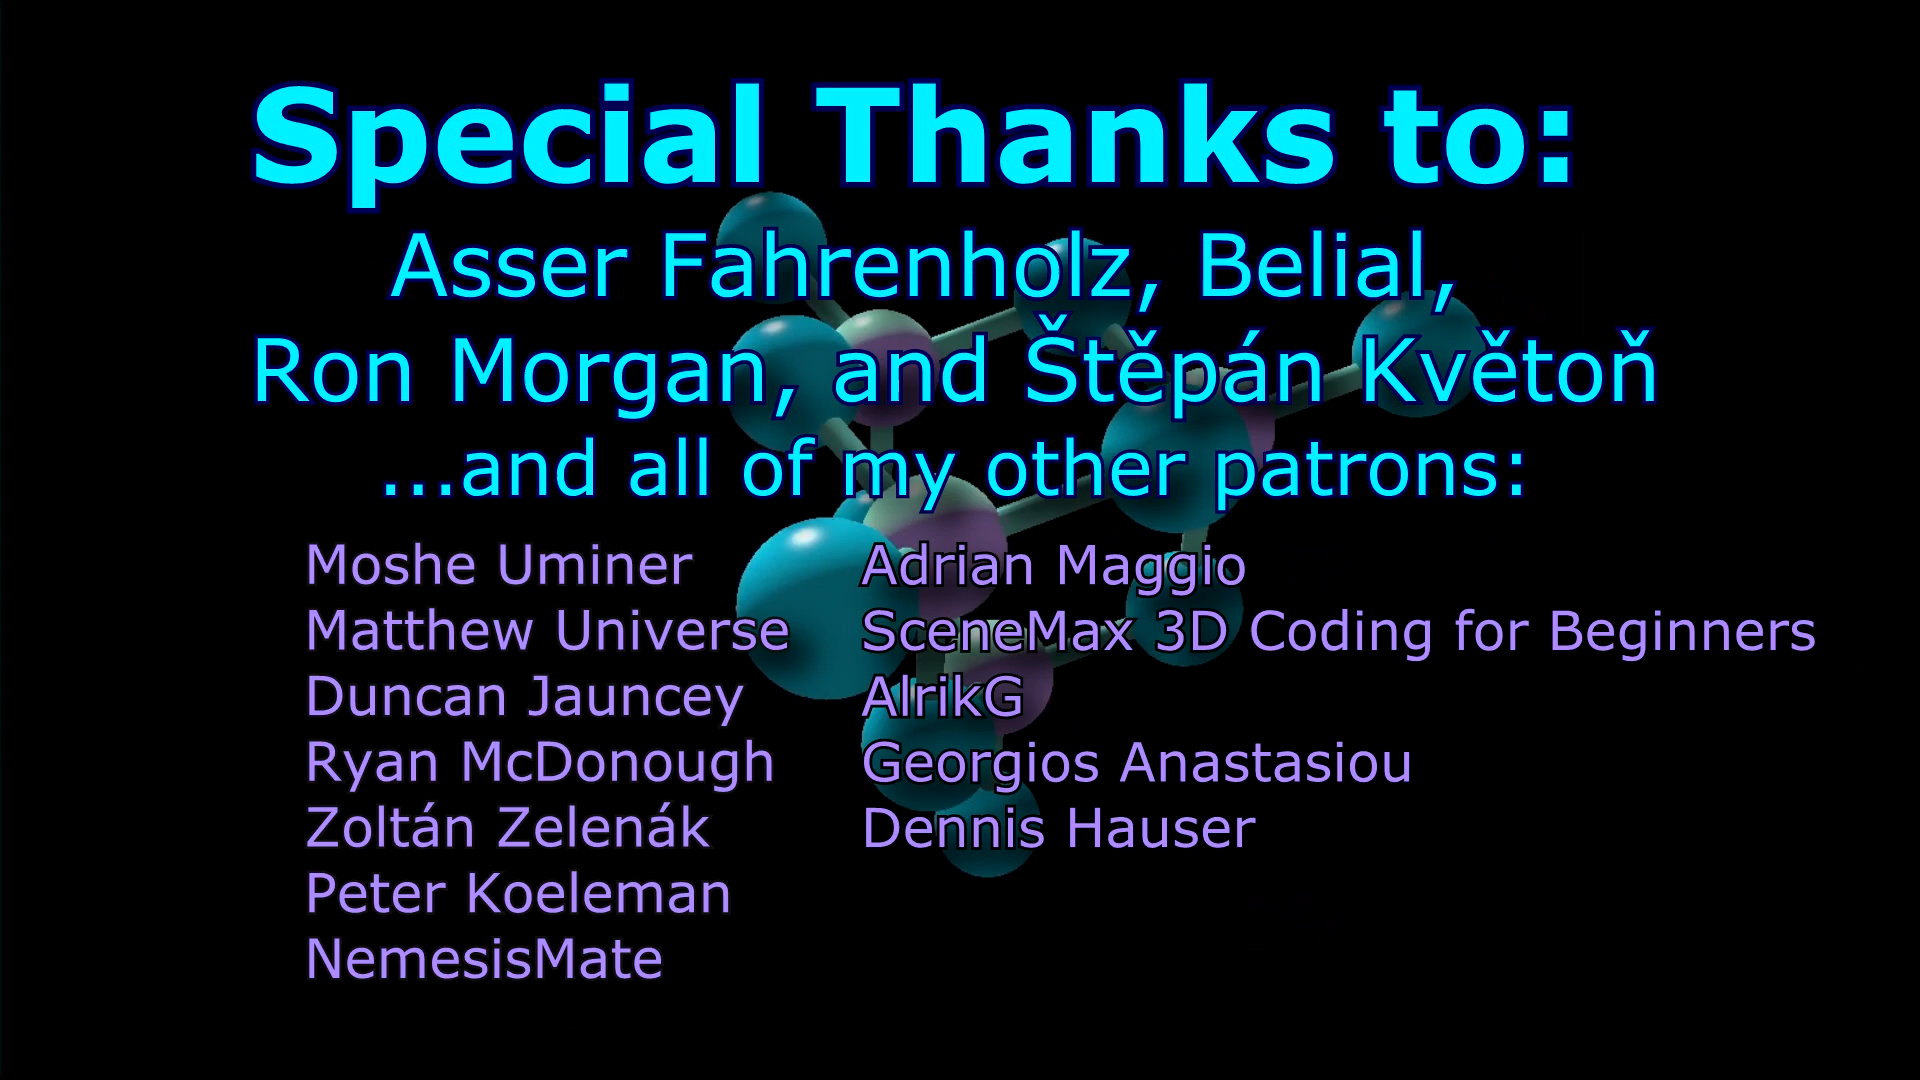 Special Thanks to:
Asser Fahrenholz, Belial,
Ron Morgan, and Štěpán Květoň
...and all of my other patrons:
Moshe Uminer
Matthew Universe
Duncan Jauncey
Ryan McDonough
Zoltán Zelenák
Peter Koeleman
NemesisMate
Adrian Maggio
SceneMax 3D Coding for Beginners
AlrikG
Georgios Anastasiou
Dennis Hauser